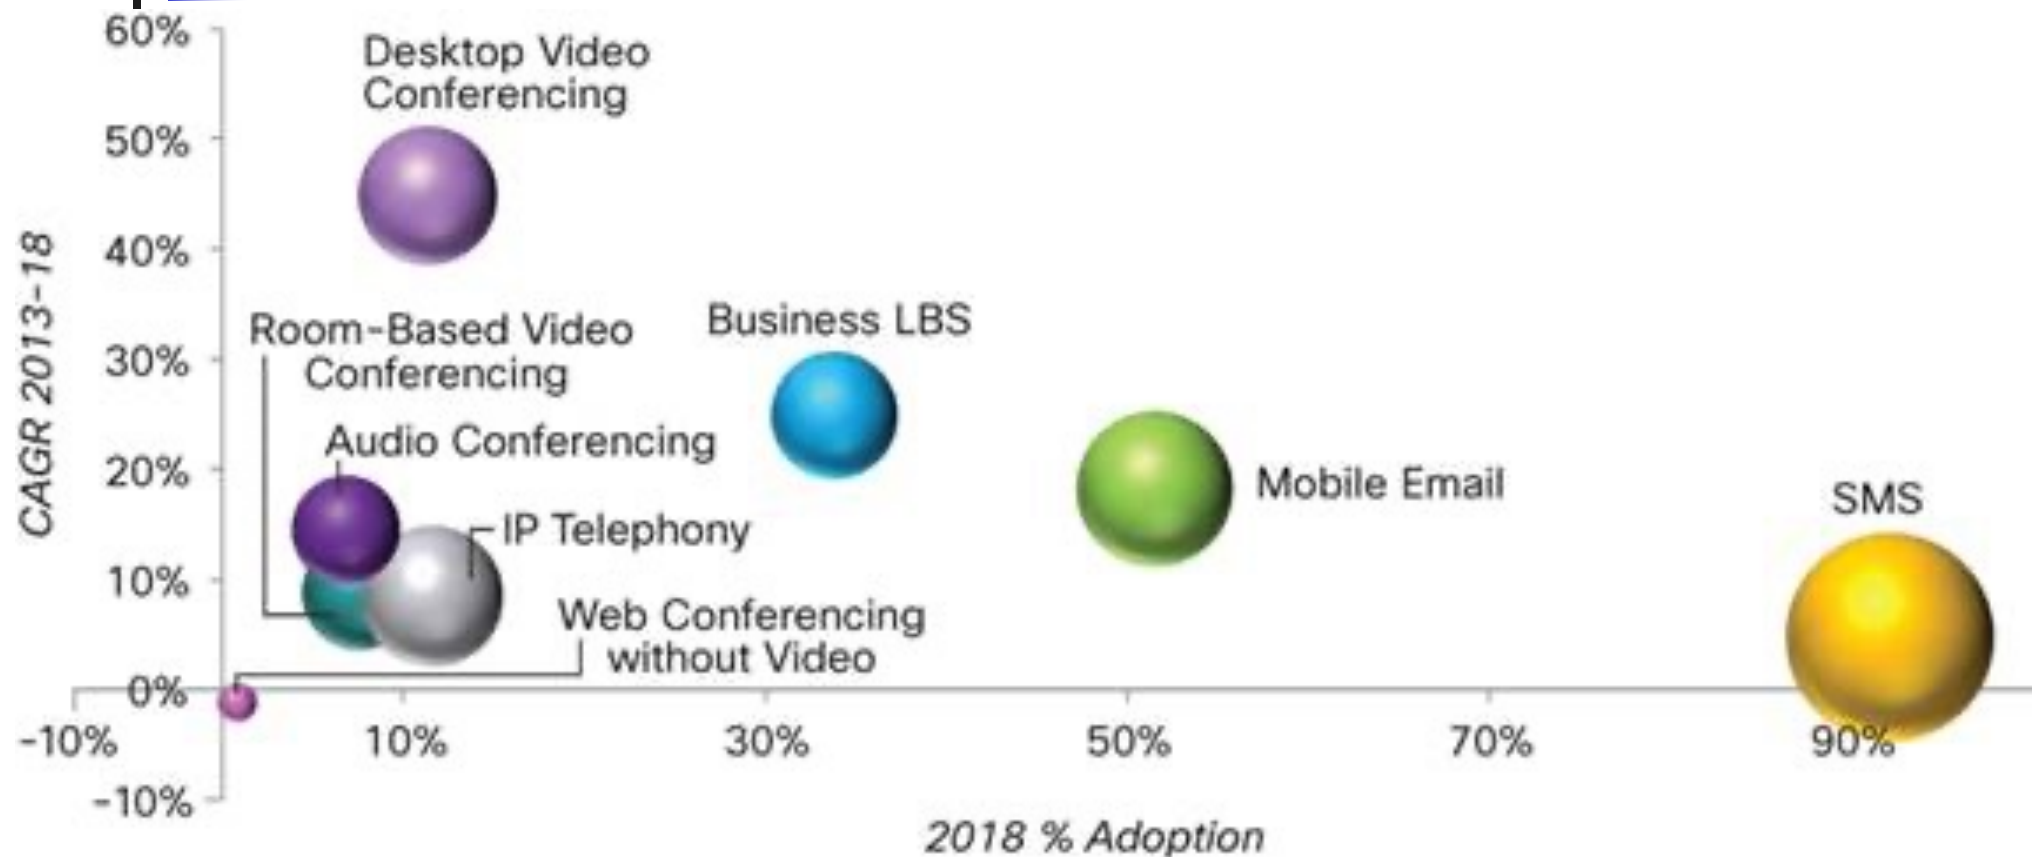 60%
Desktop Video
Conferencing
50%
40%
CAGR 2013-18
Room-Based Video
Conferencing
Business LBS
30%
Audio Conferencing
20%
Mobile Email
SMS
IP Telephony
10%
Web Conferencing
without Video
0%
-10%
10%
30%
50%
70%
90%
-10%
2018 % Adoption